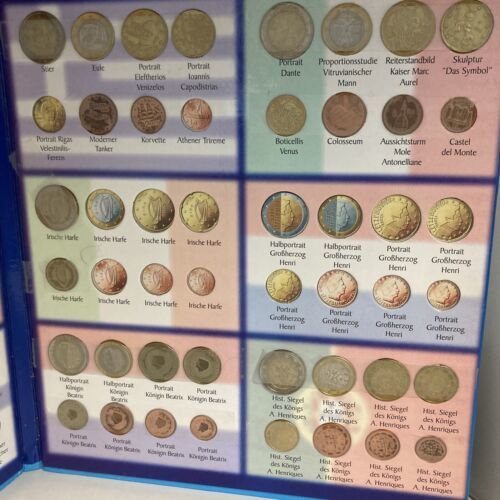 Stier
Eule
Portrait
Eleftherios
Venizelos
Portrait
Ioannis
Capodistrias
Portrait Rigas
Velestinlis-
Fereos
Moderner
Tanker
Korvette
Athener Trireme
Portrait
Dante
Proportionsstudie
Vitruvianischer
Mann
Reiterstandbild
Kaiser Marc
Aurel
Skulptur
"Das Symbol"
Boticellis
Venus
Colosseum
Aussichtsturm
Mole
Antonelliane
Castel
del Monte
Irische Harfe
Irische Harfe
Irische Harfe
Irische Harfe
Irische Harfe
Irische Harfe
Irische Harfe
Irische Harfe
Halbportrait
Großherzog
Henri
Halbportrait
Großherzog
Henri
Portrait
Großherzog
Henri
Portrait
Großherzog
Henri
Portrait
Großherzog
Henri
Portrait
Großherzog
Henri
Portrait
Großherzog
Henri
Portrait
Großherzog
Henri
Halbportrait
Königin
Beatrix
Halbportrait
Königin
Beatrix
Portrait
Königin Beatrix
Portrait
Königin Beatrix
Portrait
Königin Beatrix
Portrait
Königin Beatrix
Portrait
Königin Beatrix
Portrait
Königin Beatrix
Hist. Siegel
des Königs
A. Henriques
Hist. Siegel
des Königs
A. Henriques
Hist. Siegel
des Königs
A. Henriques
Hist. Siegel
des Königs
A. Henriques
Hist. Siegel
des Königs
A. Henriques
Hist. Siegel
des Königs
A. Henriques
Hist. Siegel
des Königs
A. Henriques
Hist. Siegel
des Königs
A. Henriques